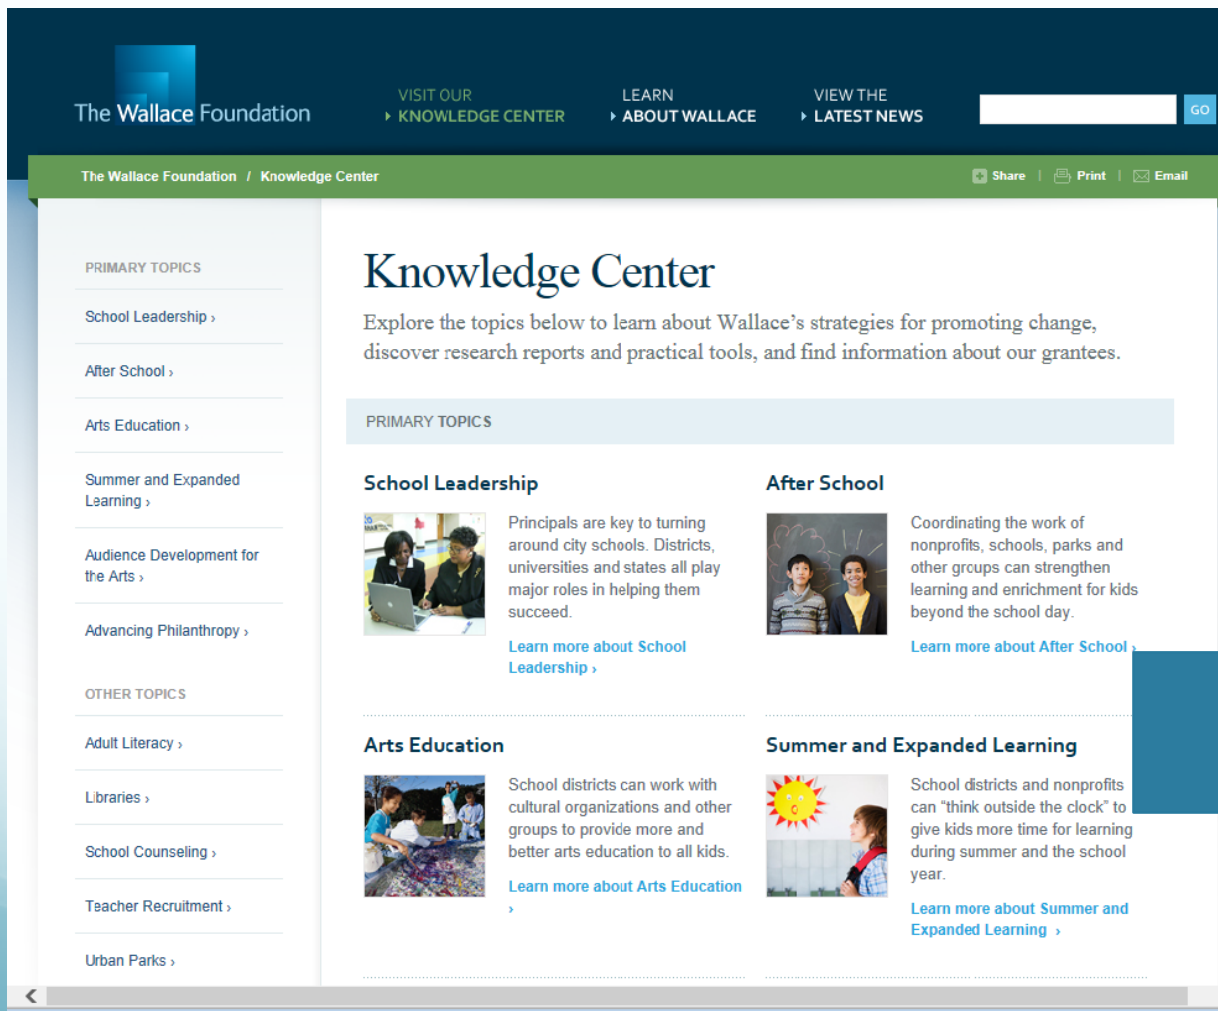 The Wallace Foundation
VISIT OUR
KNOWLEDGE CENTER
LEARN
ABOUT WALLACE
VIEW THE
LATEST NEWS
GO
The Wallace Foundation / Knowledge Center
Share | Print | Email
PRIMARY TOPICS
School Leadership ›
After School ›
Arts Education ›
Summer and Expanded
Learning ›
Audience Development for
the Arts ›
Advancing Philanthropy ›
OTHER TOPICS
Adult Literacy ›
Libraries ›
School Counseling ›
Teacher Recruitment ›
Urban Parks ›
Knowledge Center
Explore the topics below to learn about Wallace’s strategies for promoting change,
discover research reports and practical tools, and find information about our grantees.
PRIMARY TOPICS
School Leadership
Principals are key to turning
around city schools. Districts,
universities and states all play
major roles in helping them
succeed.
Learn more about School
Leadership ›
After School
Coordinating the work of
nonprofits, schools, parks and
other groups can strengthen
learning and enrichment for kids
beyond the school day.
Learn more about After School ›
Arts Education
School districts can work with
cultural organizations and other
groups to provide more and
better arts education to all kids.
Learn more about Arts Education
›
Summer and Expanded Learning
School districts and nonprofits
can “think outside the clock” to
give kids more time for learning
during summer and the school
year.
Learn more about Summer and
Expanded Learning ›